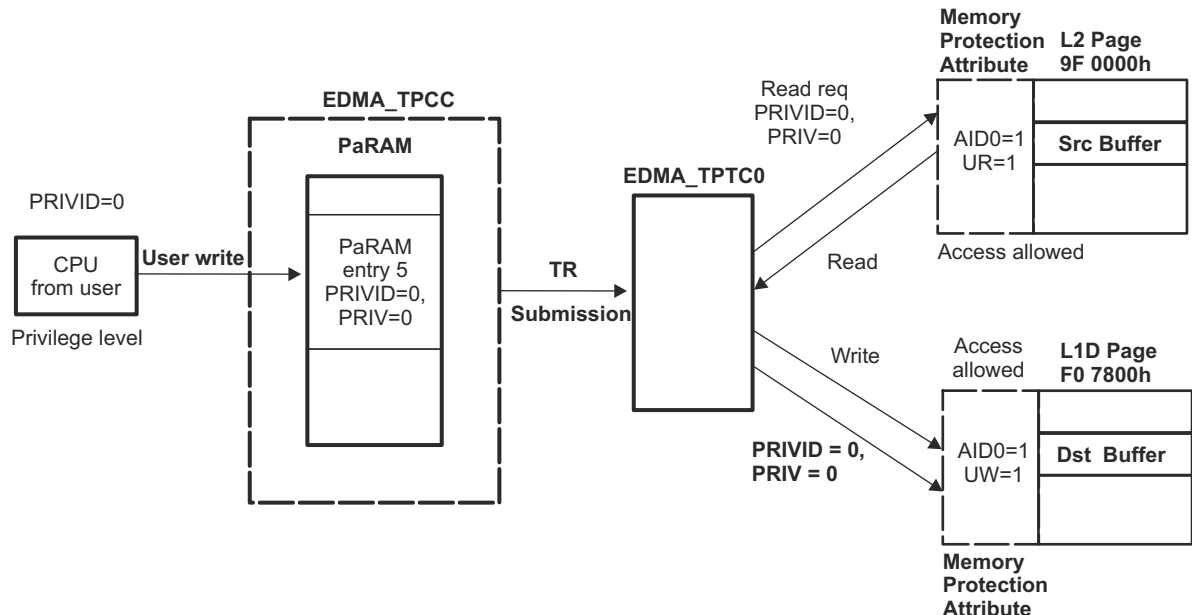 PRIVID=0
CPU
from user
Privilege level
User write
EDMA_TPCC
PaRAM
PaRAM
entry 5
PRIVID=0,
PRIV=0
TR
Submission
EDMA_TPTC0
Read req
PRIVID=0,
PRIV=0
Read
Memory
Protection
Attribute
L2 Page
9F 0000h
AID0=1
UR=1
Src Buffer
Access allowed
Write
PRIVID = 0,
PRIV = 0
Access
allowed
L1D Page
F0 7800h
AID0=1
UW=1
Dst Buffer
Memory
Protection
Attribute